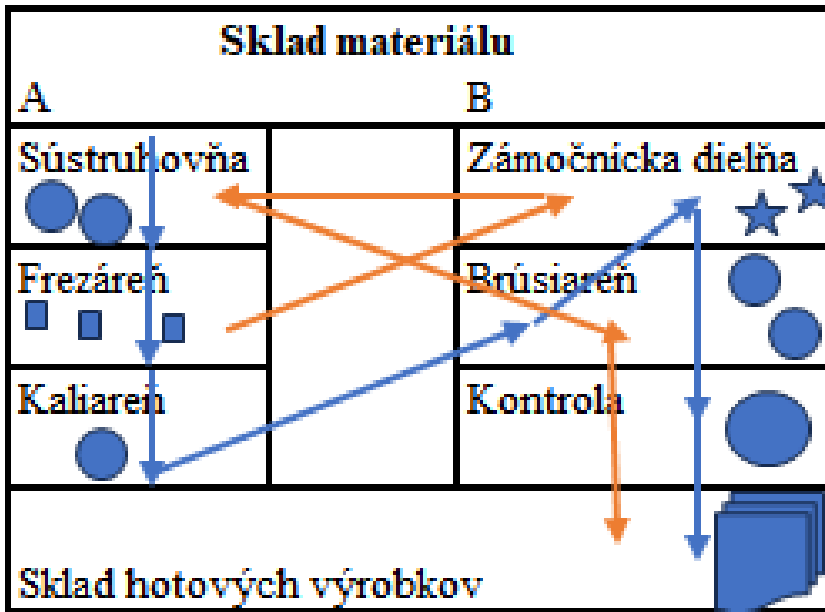 Sklad materiálu
A B
Sústruhovňa
Zámočnícka dielňa
Frezáreň
Brúsiareň
Kaliareň
Kontrola
Sklad hotových výrobkov